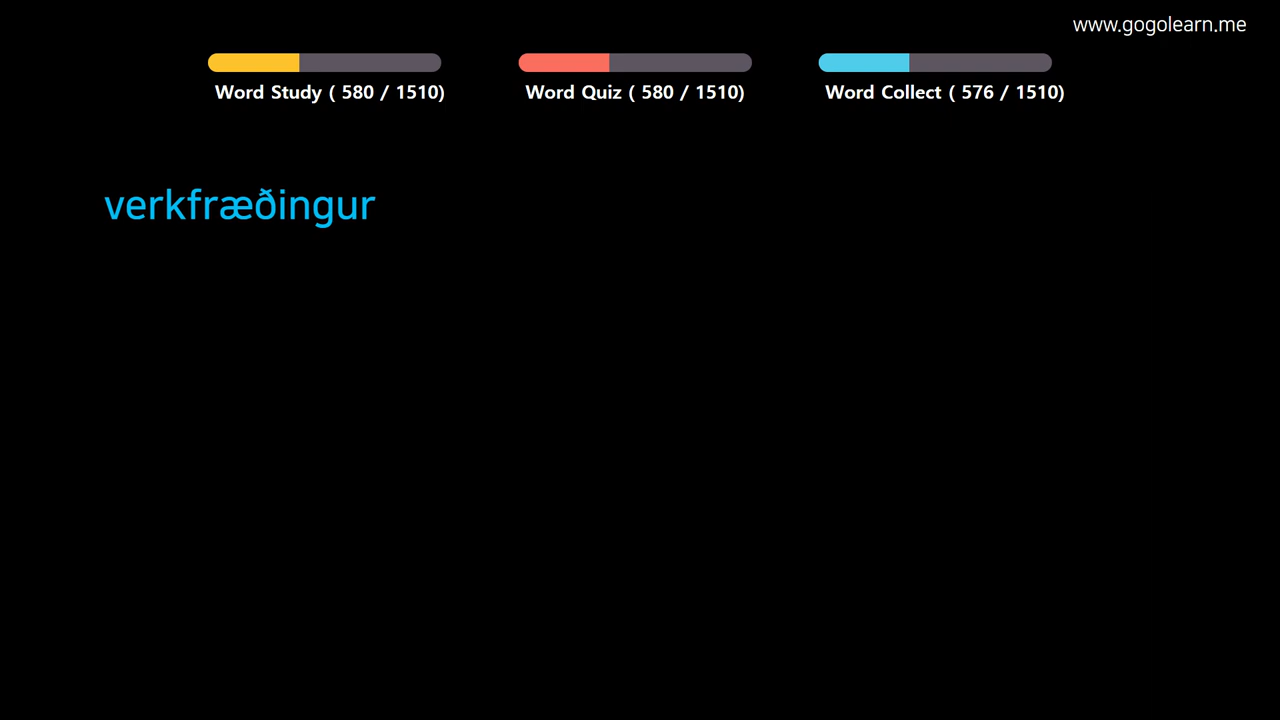 www.gogolearn.me
Word Study ( 580 / 1510)
Word Quiz ( 580 / 1510)
Word Collect ( 576 / 1510)
verkfræðingur